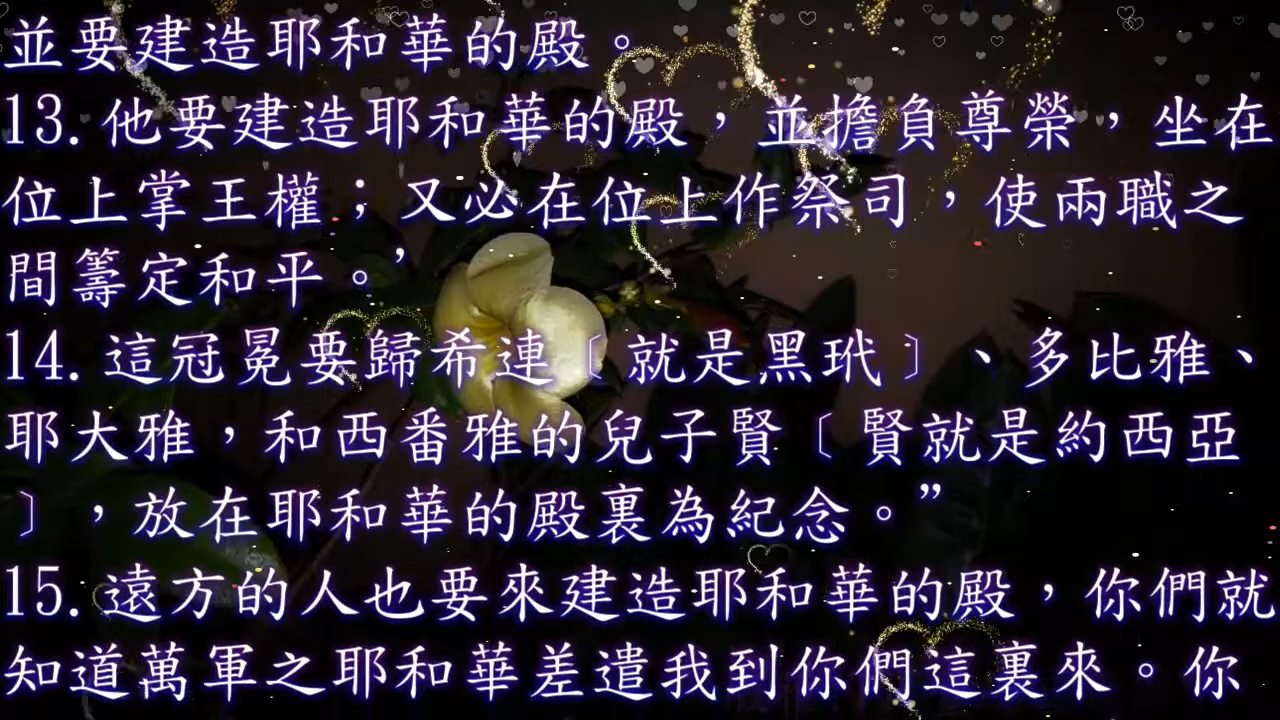 並要建造耶和華的殿。
13. 他要建造耶和華的殿，並擔負尊榮，坐在
位上掌王權；又必在位上作祭司，使兩職之
間籌定和平。’
14. 這冠冕要歸希連﹝就是黑玳﹞、多比雅、
耶大雅，和西番雅的兒子賢﹝賢就是約西亞
﹞，放在耶和華的殿裏為紀念。”
15. 遠方的人也要來建造耶和華的殿，你們就
知道萬軍之耶和華差遣我到你們這裏來。你